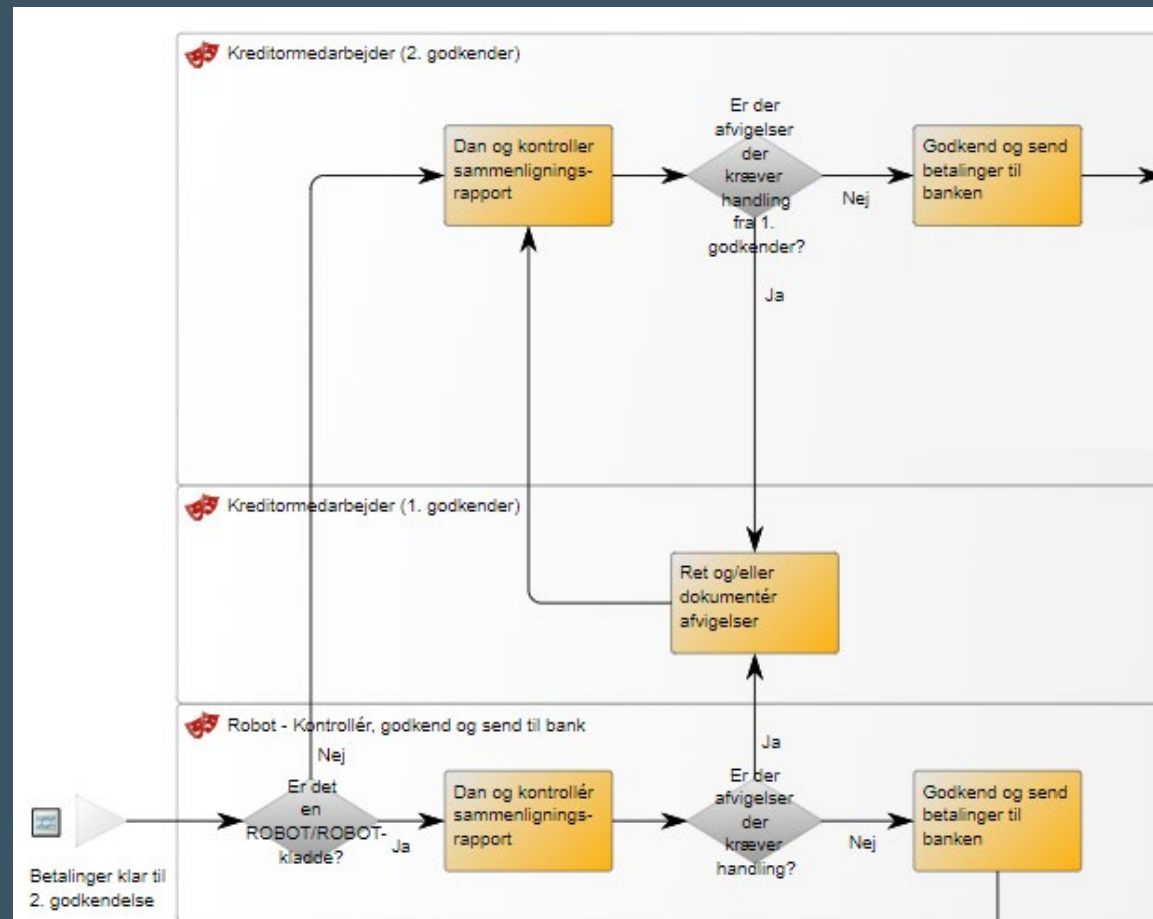 Kreditormedarbejder (2. godkender)
Dan og kontroller
sammenlignings-
rapport
Er der
afvigelser
der
kræver
handling
fra 1.
godkender?
Nej
Godkend og send
betalinger til
banken
Ja
Kreditormedarbejder (1. godkender)
Ret og/eller
dokumentér
afvigelser
Robot - Kontrollér, godkend og send til bank
Nej
Ja
Er det
en
ROBOT/ROBOT-
kladde?
Ja
Dan og kontrollér
sammenlignings-
rapport
Er der
afvigelser
der
kræver
handling?
Nej
Godkend og send
betalinger til
banken
Betalinger klar til
2. godkendelse